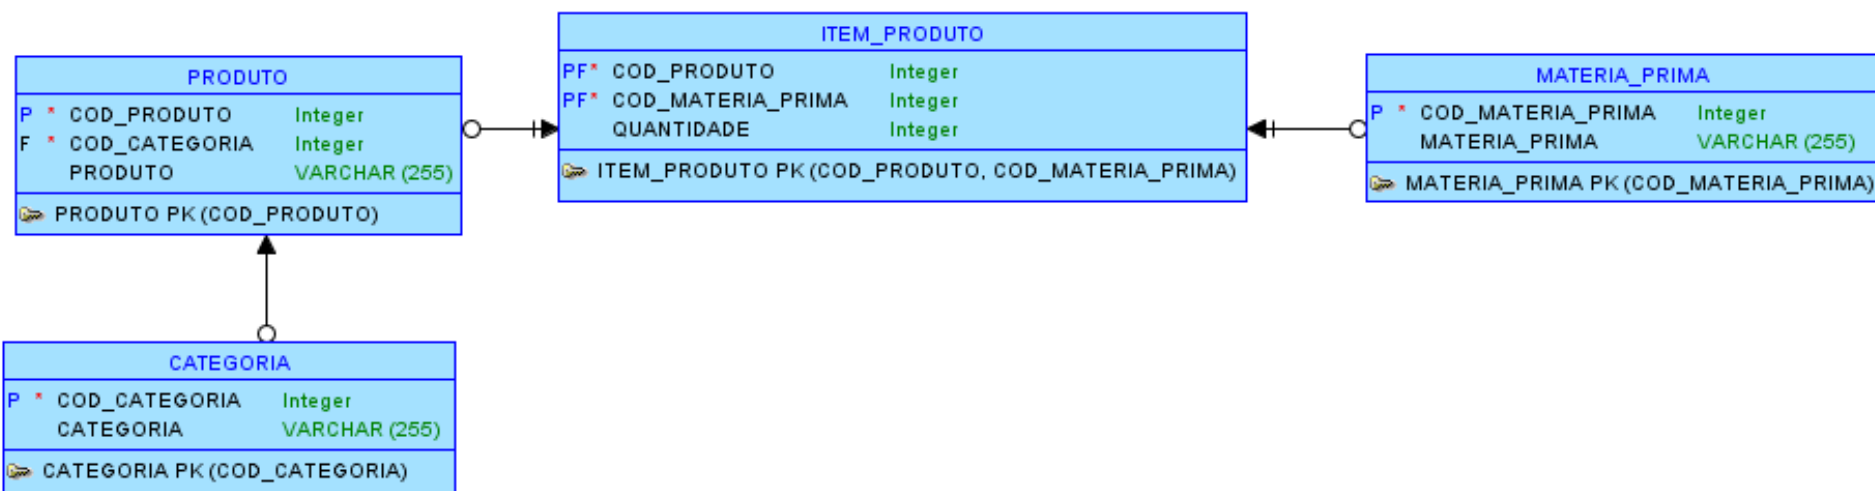 PRODUTO
P * COD_PRODUTO Integer
F * COD_CATEGORIA Integer
PRODUTO VARCHAR (255)
PRODUTO PK (COD_PRODUTO)
ITEM_PRODUTO
PF* COD_PRODUTO Integer
PF* COD_MATERIA_PRIMA Integer
QUANTIDADE Integer
ITEM_PRODUTO PK (COD_PRODUTO, COD_MATERIA_PRIMA)
MATERIA_PRIMA
P * COD_MATERIA_PRIMA Integer
MATERIA_PRIMA VARCHAR (255)
MATERIA_PRIMA PK (COD_MATERIA_PRIMA)
CATEGORIA
P * COD_CATEGORIA Integer
CATEGORIA VARCHAR (255)
CATEGORIA PK (COD_CATEGORIA)